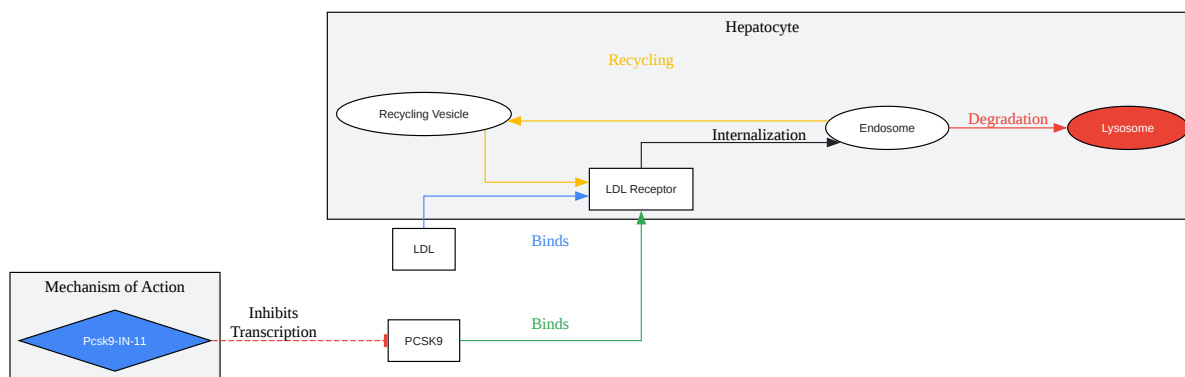 Hepatocyte
Recycling
Recycling Vesicle
Internalization
Endosome
Degradation
Lysosome
LDL Receptor
LDL
Binds
Mechanism of Action
Pcsk9-IN-11
Inhibits
Transcription
PCSK9
Binds